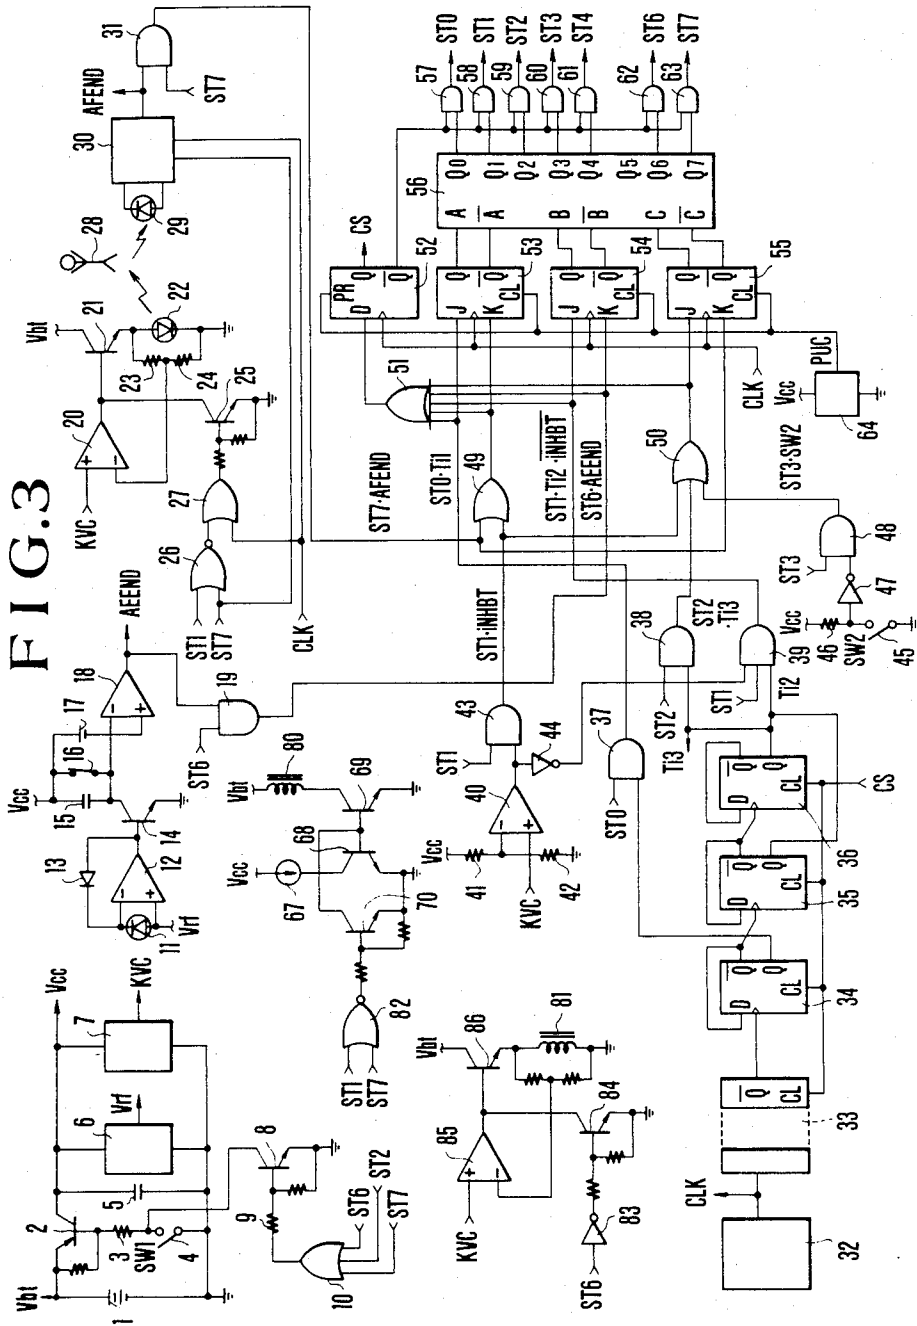 FIG.3
Vbt
1
2
3
SW1
4
5
6
Vrf
7
Vcc
KVC
8
9
10
ST6
ST2
ST7
11
Vrf
12
13
14
15
Vcc
16
17
18
AEEND
ST6
19
KVC
20
Vbt
21
22
23
24
25
26
27
ST1
ST7
CLK
28
29
30
AFEND
31
ST7
Vcc
67
68
Vbt
80
69
70
82
ST1
ST7
KVC
85
Vbt
86
81
84
83
ST6
Vcc
41
42
KVC
40
ST1
43
44
ST1·iNHBT
ST7·AFEND
ST0·Ti1
49
ST1·Ti2·iNHBT
ST6·AEEND
50
51
ST3·SW2
PR
D
Q
Q
52
CS
J
K
Q
Q
CL
53
J
K
Q
Q
CL
54
J
K
Q
Q
CL
55
56
A
A
B
B
C
C
Q0
Q1
Q2
Q3
Q4
Q5
Q6
Q7
57
58
59
60
61
62
63
ST0
ST1
ST2
ST3
ST4
ST6
ST7
CLK
PUC
Vcc
64
ST0
37
ST2
38
ST2·Ti3
ST1
39
Ti2
Ti3
Vcc
46
SW2
45
47
48
ST3
32
CLK
33
Q
CL
D
Q
Q
CL
34
D
Q
Q
CL
35
D
Q
CL
36
CS